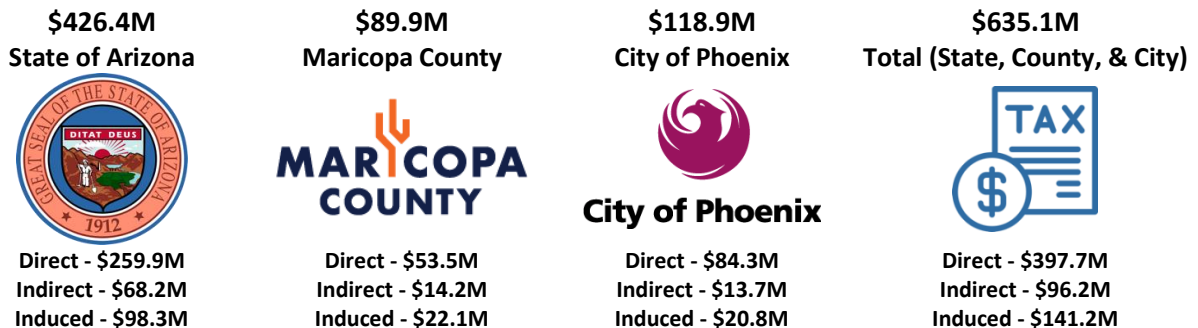 $426.4M
State of Arizona
GREAT SEAL OF THE STATE OF ARIZONA
DITAT DEUS
1912
Direct - $259.9M
Indirect - $68.2M
Induced - $98.3M
$89.9M
Maricopa County
MARICOPA
COUNTY
Direct - $53.5M
Indirect - $14.2M
Induced - $22.1M
$118.9M
City of Phoenix
City of Phoenix
Direct - $84.3M
Indirect - $13.7M
Induced - $20.8M
$635.1M
Total (State, County, & City)
TAX
$
Direct - $397.7M
Indirect - $96.2M
Induced - $141.2M